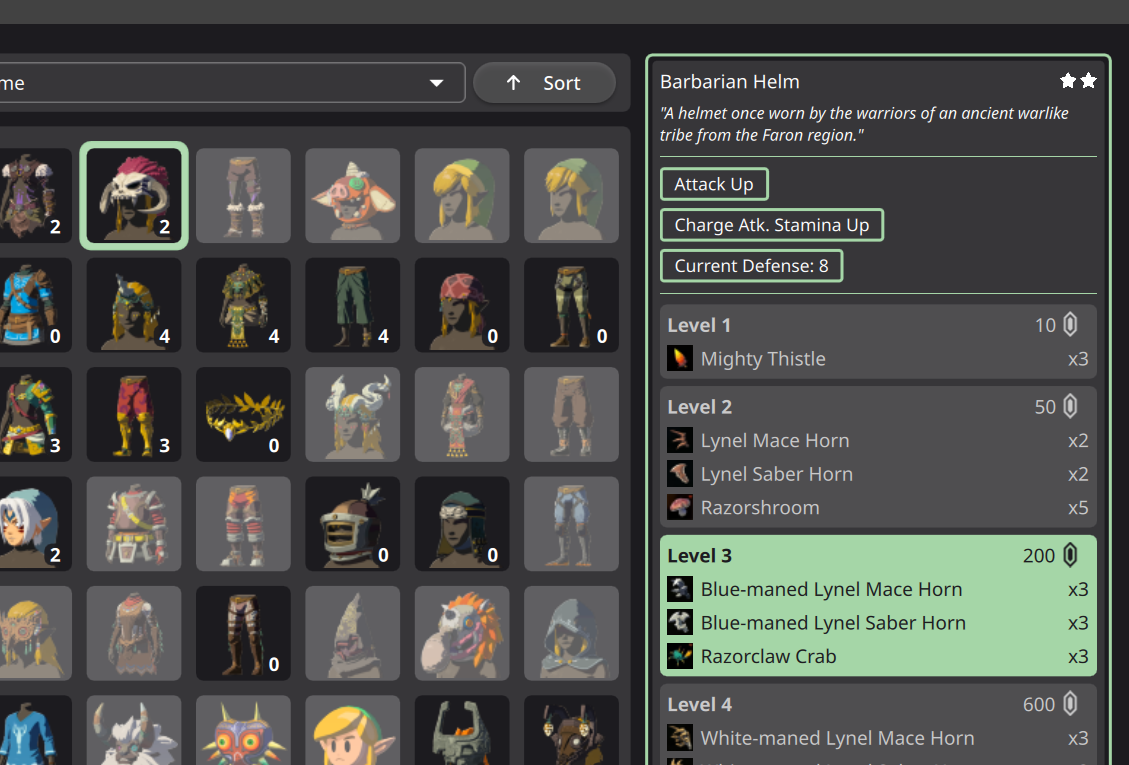 me
Sort
2
2
0
4
4
4
0
0
3
3
0
2
0
0
0
Barbarian Helm
"A helmet once worn by the warriors of an ancient warlike
tribe from the Faron region."
Attack Up
Charge Atk. Stamina Up
Current Defense: 8
Level 1 10
Mighty Thistle x3
Level 2 50
Lynel Mace Horn x2
Lynel Saber Horn x2
Razorshroom x5
Level 3 200
Blue-maned Lynel Mace Horn x3
Blue-maned Lynel Saber Horn x3
Razorclaw Crab x3
Level 4 600
White-maned Lynel Mace Horn x3